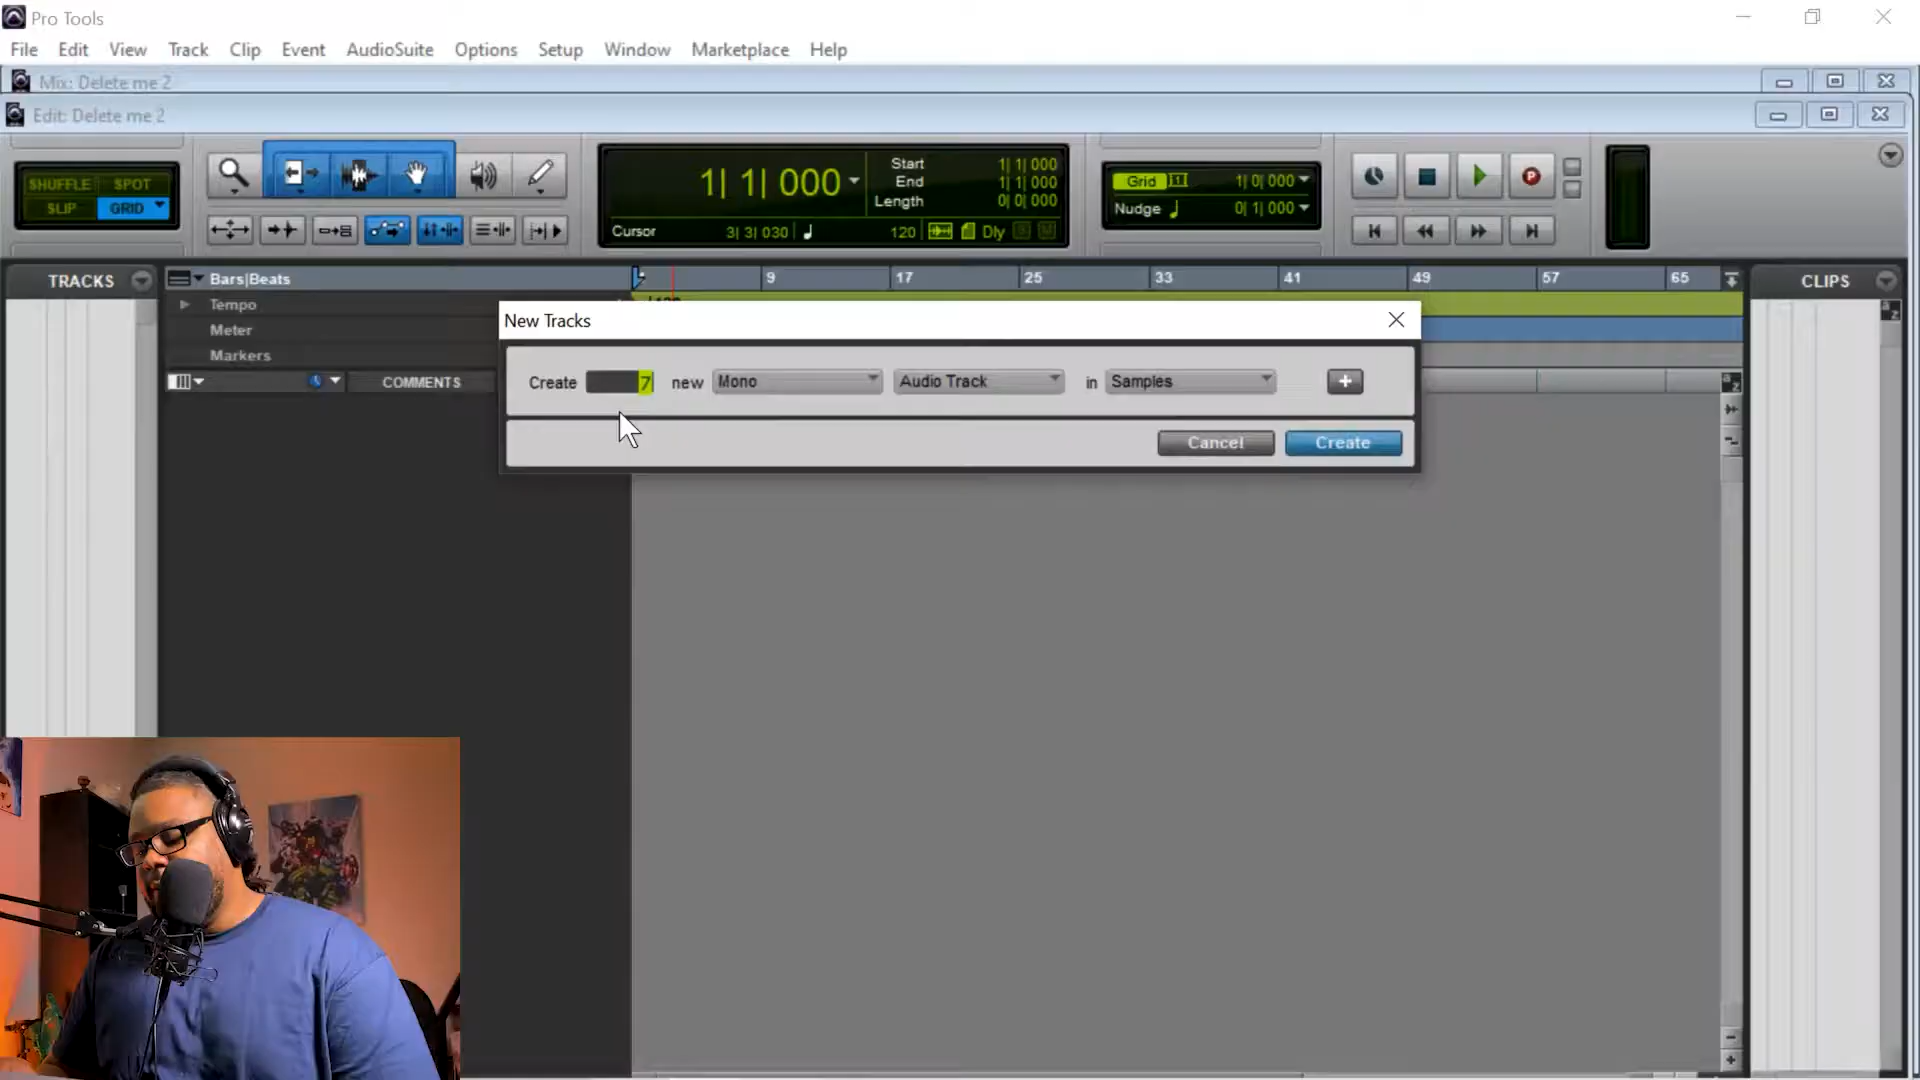 Pro Tools
File Edit View Track Clip Event AudioSuite Options Setup Window Marketplace Help
Mix: Delete me 2
Edit: Delete me 2
SHUFFLE SPOT
SLIP GRID
1| 1| 000
Start 1| 1| 000
End 1| 1| 000
Length 0| 0| 000
Cursor 3| 3| 030 120 Dly
Grid 1| 0| 000
Nudge 0| 1| 000
TRACKS
Bars|Beats 9 17 25 33 41 49 57 65
CLIPS
Tempo
Meter
Markers
COMMENTS
New Tracks
Create 7 new Mono Audio Track in Samples +
Cancel Create